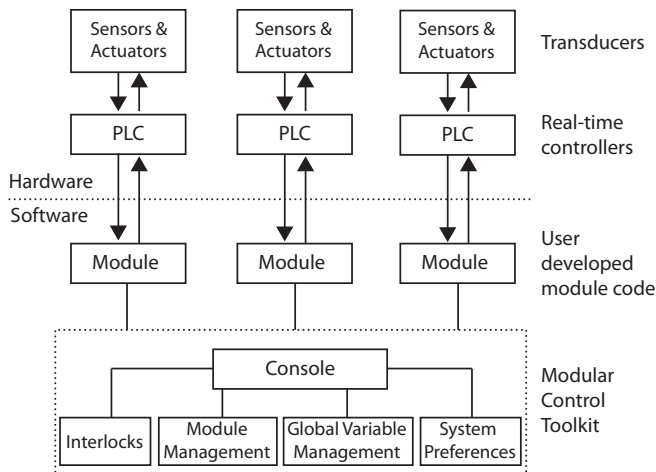 Sensors &
Actuators
Sensors &
Actuators
Sensors &
Actuators
Transducers
PLC
PLC
PLC
Real-time
controllers
Hardware
Software
Module
Module
Module
User
developed
module code
Console
Interlocks
Module
Management
Global Variable
Management
System
Preferences
Modular
Control
Toolkit